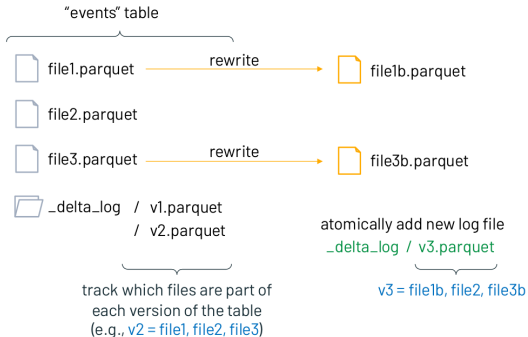 “events” table
file1.parquet
rewrite
file1b.parquet
file2.parquet
file3.parquet
rewrite
file3b.parquet
_delta_log / v1.parquet
/ v2.parquet
atomically add new log file
_delta_log / v3.parquet
track which files are part of
each version of the table
(e.g., v2 = file1, file2, file3)
v3 = file1b, file2, file3b